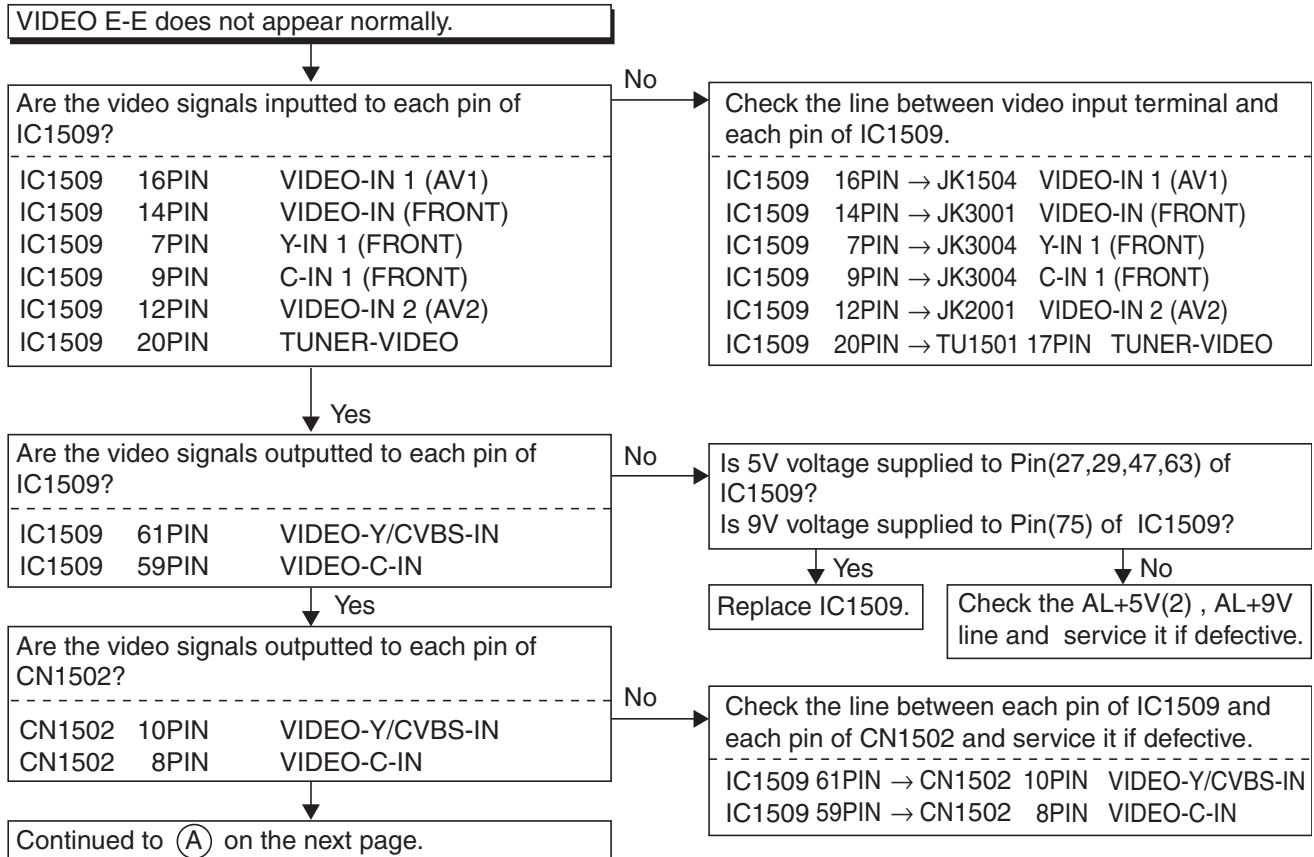 VIDEO E-E does not appear normally.
Are the video signals inputted to each pin of
IC1509?
IC1509 16PIN VIDEO-IN 1 (AV1)
IC1509 14PIN VIDEO-IN (FRONT)
IC1509 7PIN Y-IN 1 (FRONT)
IC1509 9PIN C-IN 1 (FRONT)
IC1509 12PIN VIDEO-IN 2 (AV2)
IC1509 20PIN TUNER-VIDEO
No
Check the line between video input terminal and
each pin of IC1509.
IC1509 16PIN → JK1504 VIDEO-IN 1 (AV1)
IC1509 14PIN → JK3001 VIDEO-IN (FRONT)
IC1509 7PIN → JK3004 Y-IN 1 (FRONT)
IC1509 9PIN → JK3004 C-IN 1 (FRONT)
IC1509 12PIN → JK2001 VIDEO-IN 2 (AV2)
IC1509 20PIN → TU1501 17PIN TUNER-VIDEO
Yes
Are the video signals outputted to each pin of
IC1509?
IC1509 61PIN VIDEO-Y/CVBS-IN
IC1509 59PIN VIDEO-C-IN
No
Is 5V voltage supplied to Pin(27,29,47,63) of
IC1509?
Is 9V voltage supplied to Pin(75) of IC1509?
Yes
Replace IC1509.
No
Check the AL+5V(2) , AL+9V
line and service it if defective.
Yes
Are the video signals outputted to each pin of
CN1502?
CN1502 10PIN VIDEO-Y/CVBS-IN
CN1502 8PIN VIDEO-C-IN
No
Check the line between each pin of IC1509 and
each pin of CN1502 and service it if defective.
IC1509 61PIN → CN1502 10PIN VIDEO-Y/CVBS-IN
IC1509 59PIN → CN1502 8PIN VIDEO-C-IN
Continued to Ⓐ on the next page.